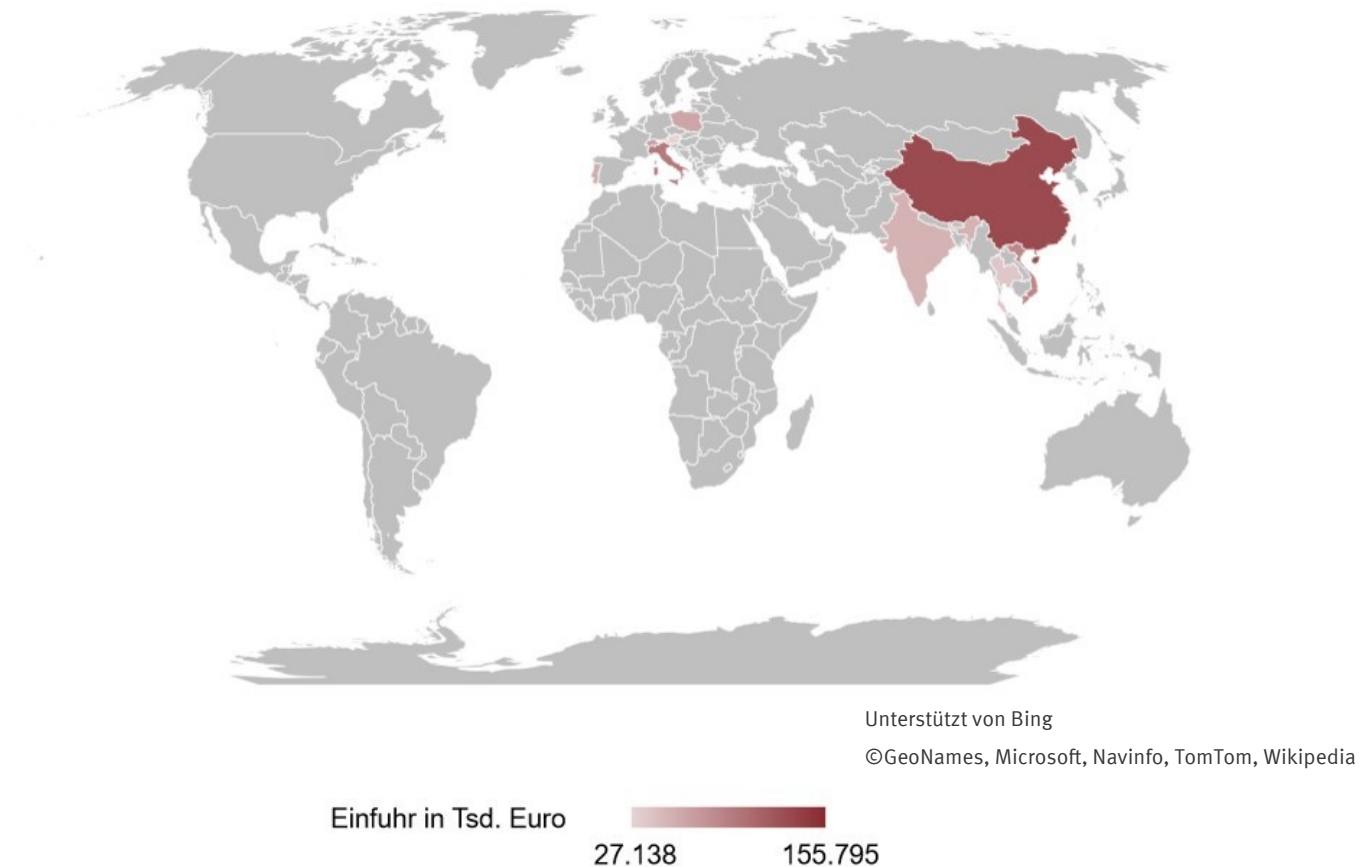 Unterstützt von Bing
©GeoNames, Microsoft, Navinfo, TomTom, Wikipedia
Einfuhr in Tsd. Euro
27.138 155.795